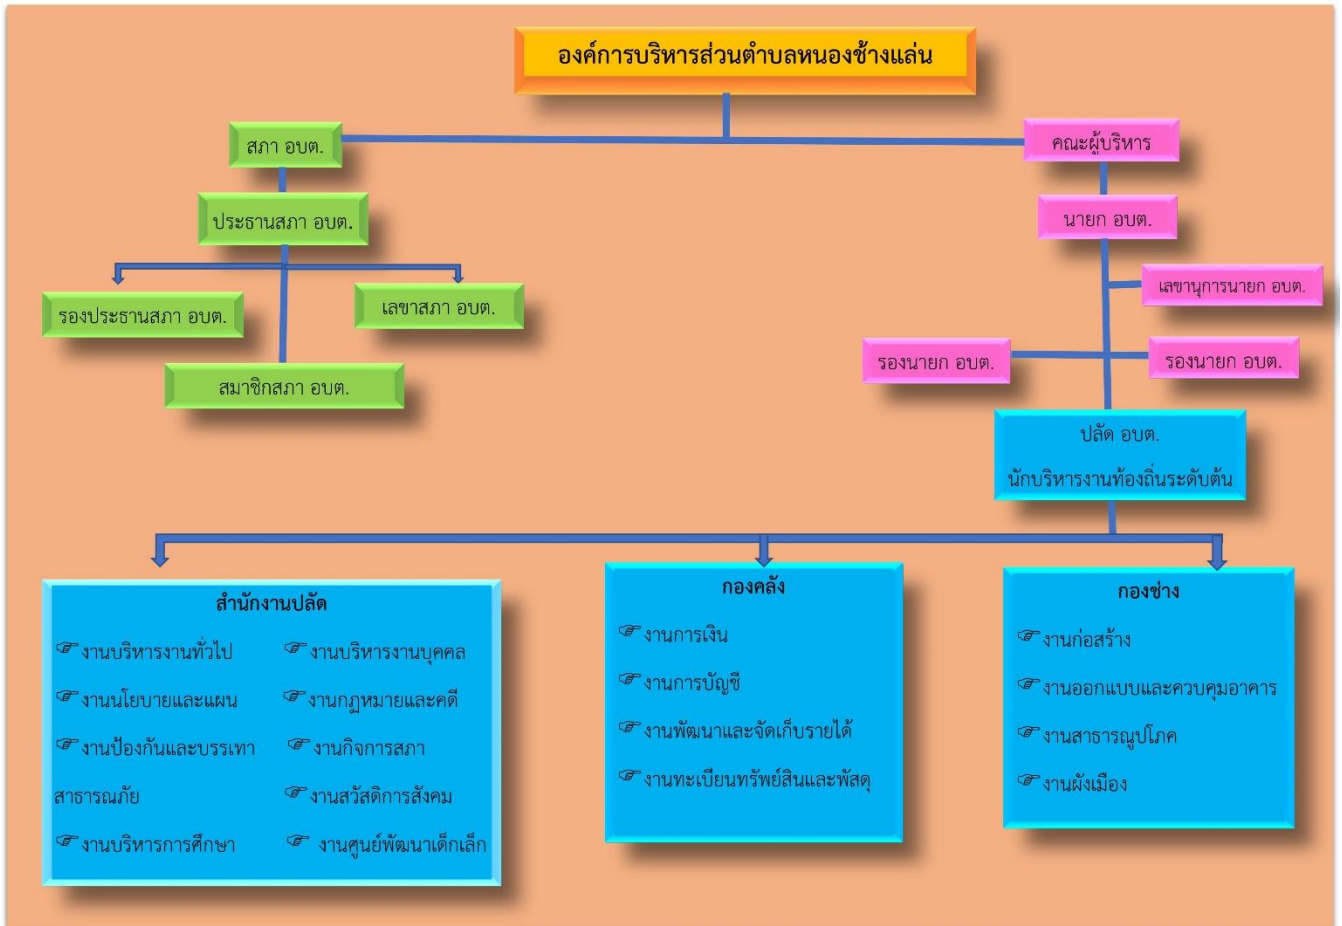 องค์การบริหารส่วนตำบลหนองช้างแล่น
สภา อบต.
คณะผู้บริหาร
ประธานสภา อบต.
นายก อบต.
รองประธานสภา อบต.
เลขาสภา อบต.
สมาชิกสภา อบต.
เลขานุการนายก อบต.
รองนายก อบต.
รองนายก อบต.
ปลัด อบต.
นักบริหารงานท้องถิ่นระดับต้น
สำนักงานปลัด
งานบริหารงานทั่วไป
งานนโยบายและแผน
งานป้องกันและบรรเทา
สาธารณภัย
งานบริหารการศึกษา
งานบริหารงานบุคคล
งานกฎหมายและคดี
งานกิจการสภา
งานสวัสดิการสังคม
งานศูนย์พัฒนาเด็กเล็ก
กองคลัง
งานการเงิน
งานการบัญชี
งานพัฒนาและจัดเก็บรายได้
งานทะเบียนทรัพย์สินและพัสดุ
กองช่าง
งานก่อสร้าง
งานออกแบบและควบคุมอาคาร
งานสาธารณูปโภค
งานผังเมือง